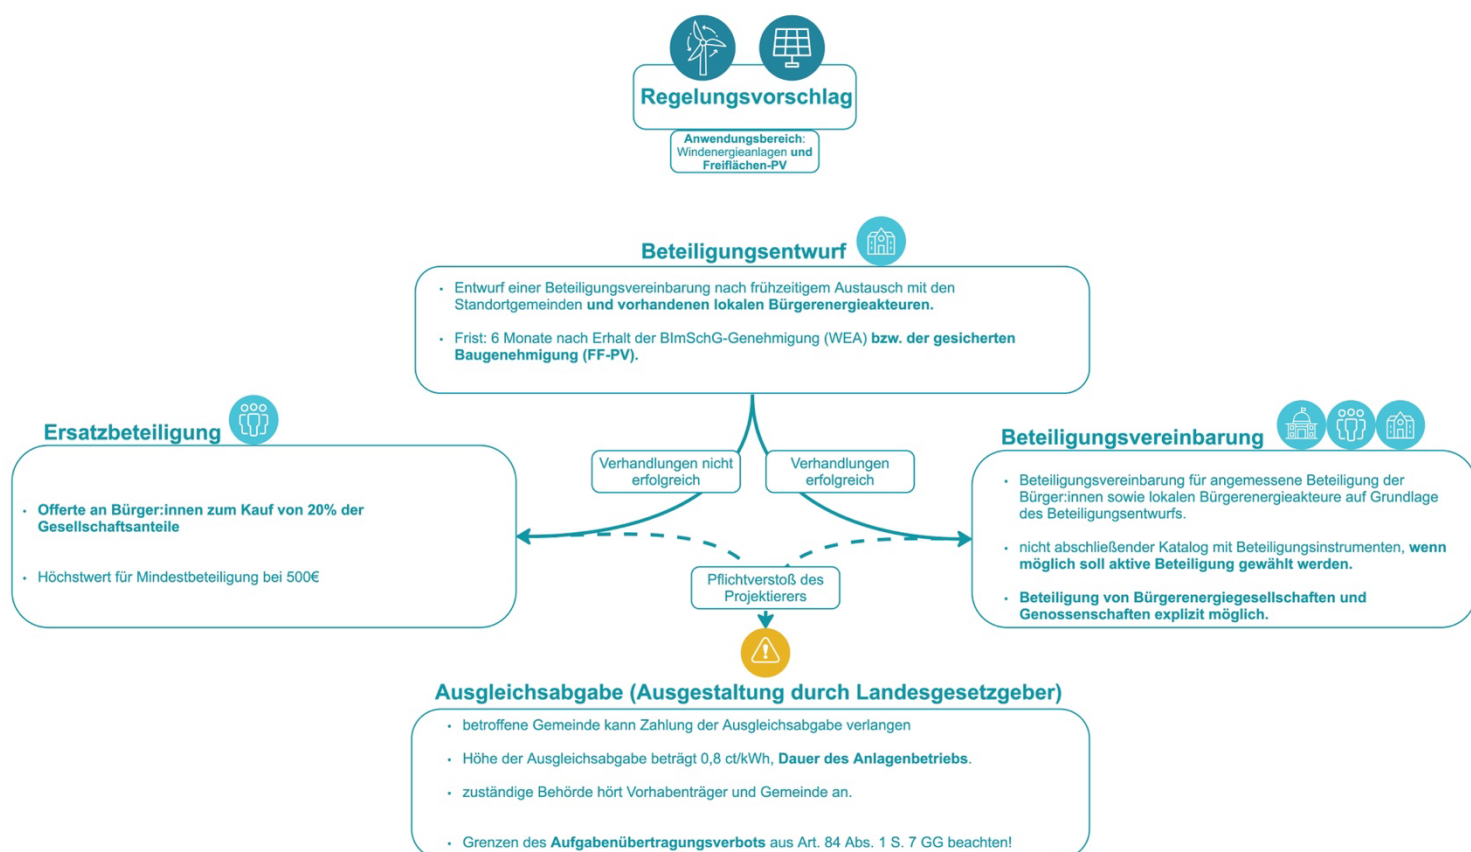 Regelungsvorschlag
Anwendungsbereich:
Windenergieanlagen und
Freiflächen-PV
Beteiligungsentwurf
• Entwurf einer Beteiligungsvereinbarung nach frühzeitigem Austausch mit den
Standortgemeinden und vorhandenen lokalen Bürgerenergieakteuren.
• Frist: 6 Monate nach Erhalt der BImSchG-Genehmigung (WEA) bzw. der gesicherten
Baugenehmigung (FF-PV).
Verhandlungen nicht
erfolgreich
Verhandlungen
erfolgreich
Ersatzbeteiligung
• Offerte an Bürger:innen zum Kauf von 20% der
Gesellschaftsanteile
• Höchstwert für Mindestbeteiligung bei 500€
Beteiligungsvereinbarung
• Beteiligungsvereinbarung für angemessene Beteiligung der
Bürger:innen sowie lokalen Bürgerenergieakteure auf Grundlage
des Beteiligungsentwurfs.
• nicht abschließender Katalog mit Beteiligungsinstrumenten, wenn
möglich soll aktive Beteiligung gewählt werden.
• Beteiligung von Bürgerenergiegesellschaften und
Genossenschaften explizit möglich.
Pflichtverstoß des
Projektierers
Ausgleichsabgabe (Ausgestaltung durch Landesgesetzgeber)
• betroffene Gemeinde kann Zahlung der Ausgleichsabgabe verlangen
• Höhe der Ausgleichsabgabe beträgt 0,8 ct/kWh, Dauer des Anlagenbetriebs.
• zuständige Behörde hört Vorhabenträger und Gemeinde an.
• Grenzen des Aufgabenübertragungsverbots aus Art. 84 Abs. 1 S. 7 GG beachten!